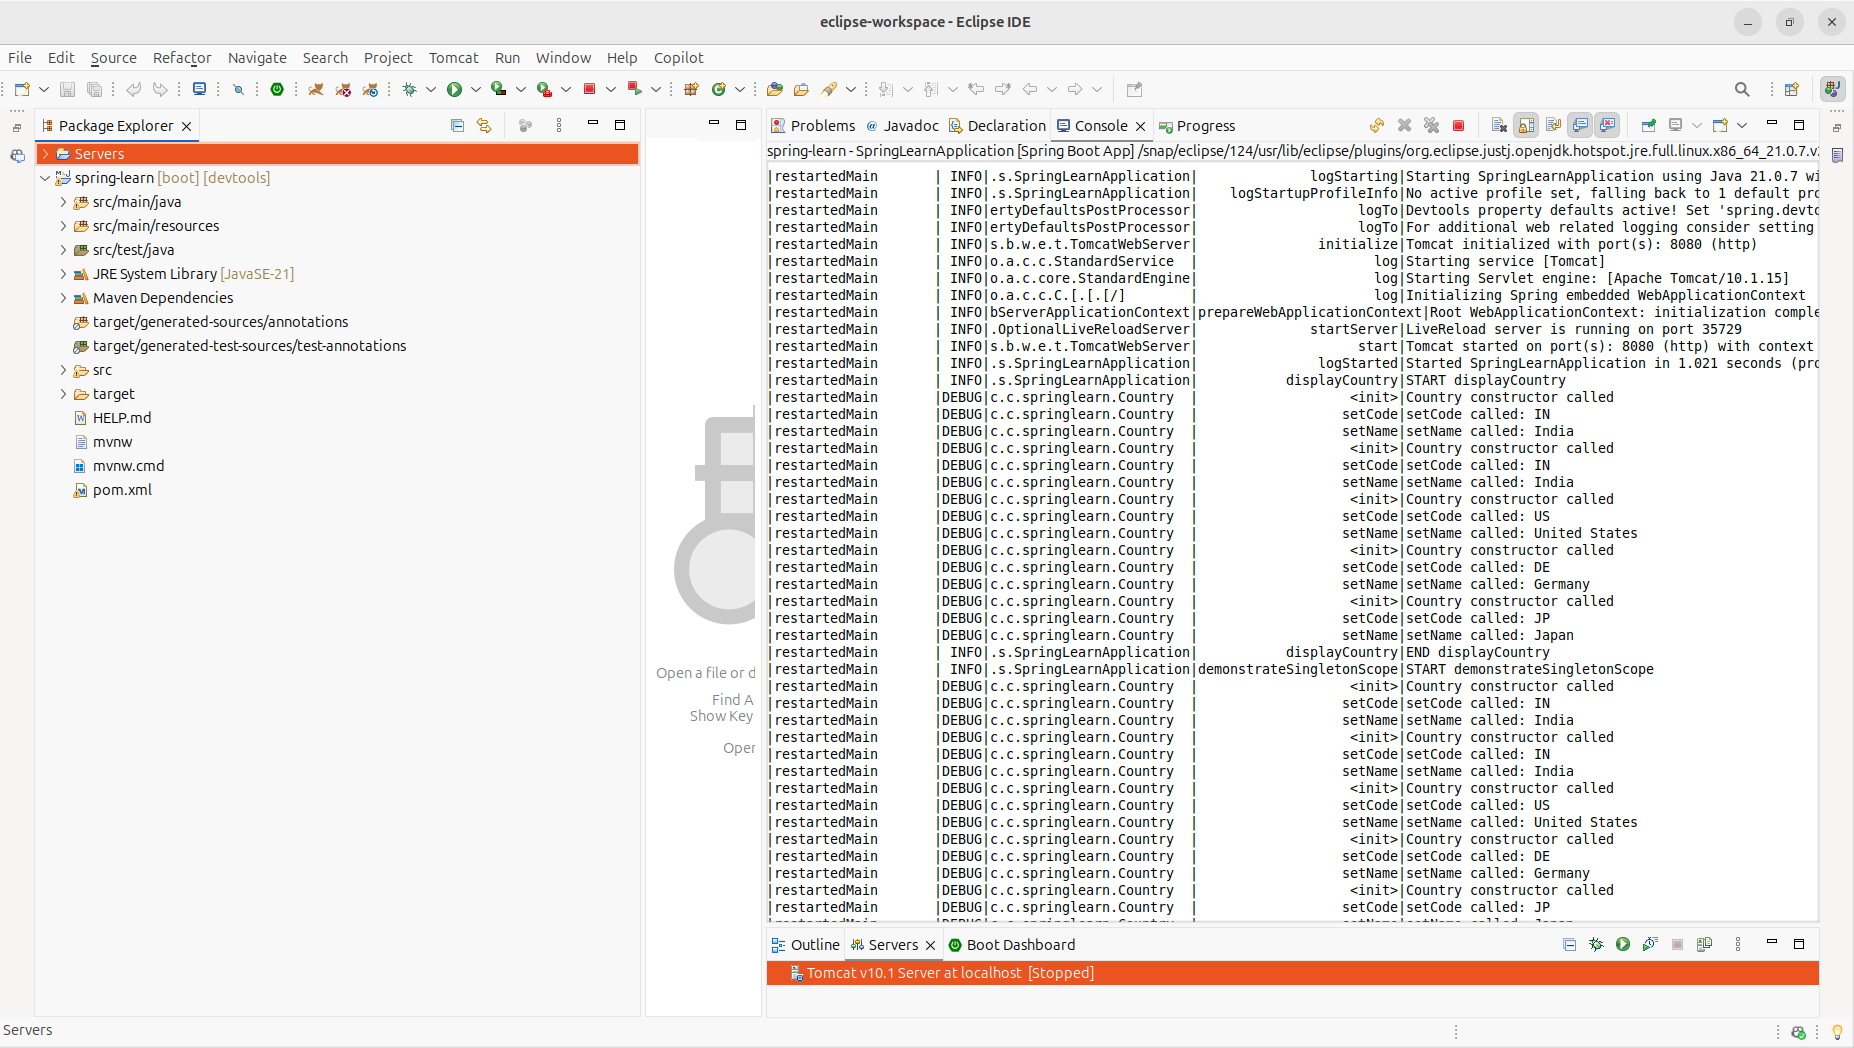 eclipse-workspace - Eclipse IDE
File Edit Source Refactor Navigate Search Project Tomcat Run Window Help Copilot
Package Explorer
Servers
spring-learn [boot] [devtools]
src/main/java
src/main/resources
src/test/java
JRE System Library [JavaSE-21]
Maven Dependencies
target/generated-sources/annotations
target/generated-test-sources/test-annotations
src
target
HELP.md
mvnw
mvnw.cmd
pom.xml
Open a file or d
Find A
Show Key
Open
Problems Javadoc Declaration Console Progress
spring-learn - SpringLearnApplication [Spring Boot App] /snap/eclipse/124/usr/lib/eclipse/plugins/org.eclipse.justj.openjdk.hotspot.jre.full.linux.x86_64_21.0.7.v
|restartedMain | INFO|.s.SpringLearnApplication| logStarting|Starting SpringLearnApplication using Java 21.0.7 wi
|restartedMain | INFO|.s.SpringLearnApplication| logStartupProfileInfo|No active profile set, falling back to 1 default pro
|restartedMain | INFO|ertyDefaultsPostProcessor| logTo|Devtools property defaults active! Set 'spring.devto
|restartedMain | INFO|ertyDefaultsPostProcessor| logTo|For additional web related logging consider setting
|restartedMain | INFO|s.b.w.e.t.TomcatWebServer| initialize|Tomcat initialized with port(s): 8080 (http)
|restartedMain | INFO|o.a.c.c.StandardService | log|Starting service [Tomcat]
|restartedMain | INFO|o.a.c.core.StandardEngine| log|Starting Servlet engine: [Apache Tomcat/10.1.15]
|restartedMain | INFO|o.a.c.c.C.[.[.[/] | log|Initializing Spring embedded WebApplicationContext
|restartedMain | INFO|bServerApplicationContext|prepareWebApplicationContext|Root WebApplicationContext: initialization comple
|restartedMain | INFO|.OptionalLiveReloadServer| startServer|LiveReload server is running on port 35729
|restartedMain | INFO|s.b.w.e.t.TomcatWebServer| start|Tomcat started on port(s): 8080 (http) with context
|restartedMain | INFO|.s.SpringLearnApplication| logStarted|Started SpringLearnApplication in 1.021 seconds (pro
|restartedMain | INFO|.s.SpringLearnApplication| displayCountry|START displayCountry
|restartedMain |DEBUG|c.c.springlearn.Country | <init>|Country constructor called
|restartedMain |DEBUG|c.c.springlearn.Country | setCode|setCode called: IN
|restartedMain |DEBUG|c.c.springlearn.Country | setName|setName called: India
|restartedMain |DEBUG|c.c.springlearn.Country | <init>|Country constructor called
|restartedMain |DEBUG|c.c.springlearn.Country | setCode|setCode called: IN
|restartedMain |DEBUG|c.c.springlearn.Country | setName|setName called: India
|restartedMain |DEBUG|c.c.springlearn.Country | <init>|Country constructor called
|restartedMain |DEBUG|c.c.springlearn.Country | setCode|setCode called: US
|restartedMain |DEBUG|c.c.springlearn.Country | setName|setName called: United States
|restartedMain |DEBUG|c.c.springlearn.Country | <init>|Country constructor called
|restartedMain |DEBUG|c.c.springlearn.Country | setCode|setCode called: DE
|restartedMain |DEBUG|c.c.springlearn.Country | setName|setName called: Germany
|restartedMain |DEBUG|c.c.springlearn.Country | <init>|Country constructor called
|restartedMain |DEBUG|c.c.springlearn.Country | setCode|setCode called: JP
|restartedMain |DEBUG|c.c.springlearn.Country | setName|setName called: Japan
|restartedMain | INFO|.s.SpringLearnApplication| displayCountry|END displayCountry
|restartedMain | INFO|.s.SpringLearnApplication|demonstrateSingletonScope|START demonstrateSingletonScope
|restartedMain |DEBUG|c.c.springlearn.Country | <init>|Country constructor called
|restartedMain |DEBUG|c.c.springlearn.Country | setCode|setCode called: IN
|restartedMain |DEBUG|c.c.springlearn.Country | setName|setName called: India
|restartedMain |DEBUG|c.c.springlearn.Country | <init>|Country constructor called
|restartedMain |DEBUG|c.c.springlearn.Country | setCode|setCode called: IN
|restartedMain |DEBUG|c.c.springlearn.Country | setName|setName called: India
|restartedMain |DEBUG|c.c.springlearn.Country | <init>|Country constructor called
|restartedMain |DEBUG|c.c.springlearn.Country | setCode|setCode called: US
|restartedMain |DEBUG|c.c.springlearn.Country | setName|setName called: United States
|restartedMain |DEBUG|c.c.springlearn.Country | <init>|Country constructor called
|restartedMain |DEBUG|c.c.springlearn.Country | setCode|setCode called: DE
|restartedMain |DEBUG|c.c.springlearn.Country | setName|setName called: Germany
|restartedMain |DEBUG|c.c.springlearn.Country | <init>|Country constructor called
|restartedMain |DEBUG|c.c.springlearn.Country | setCode|setCode called: JP
Outline Servers Boot Dashboard
Tomcat v10.1 Server at localhost [Stopped]
Servers